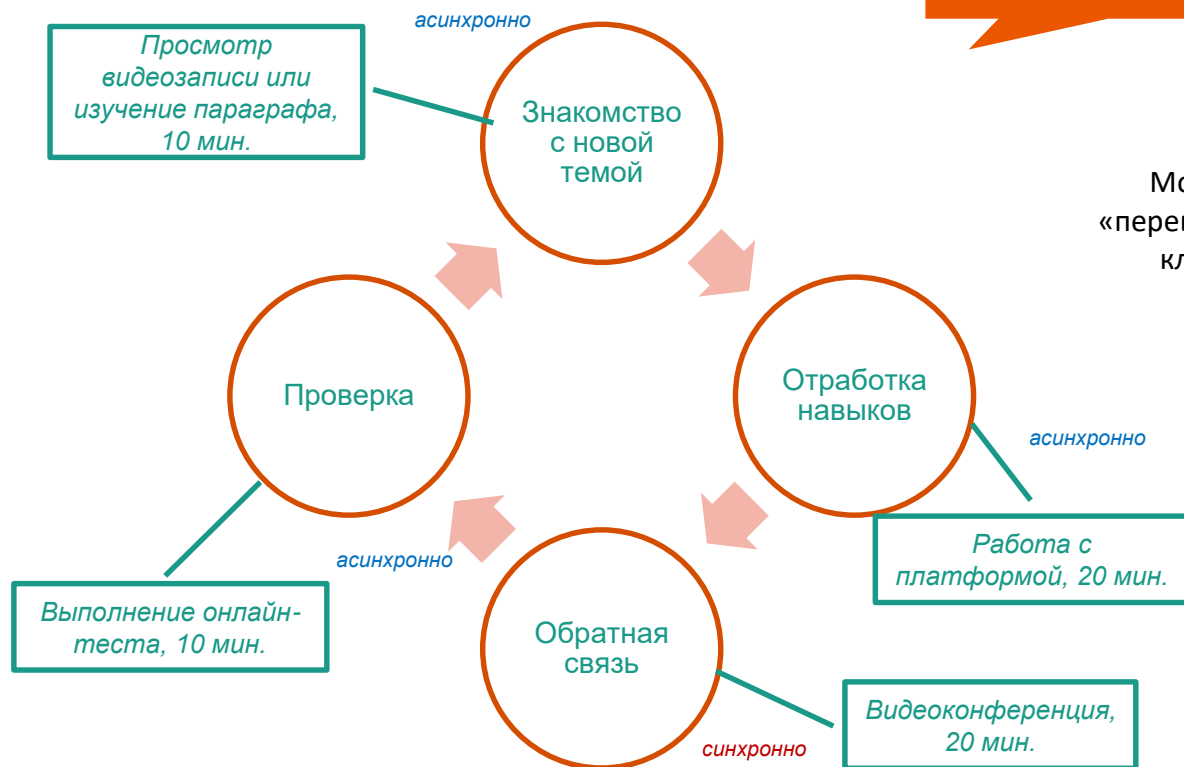 асинхронно
Просмотр
видеозаписи или
изучение параграфа,
10 мин.
Знакомство
с новой
темой
Проверка
Отработка
навыков
асинхронно
Работа с
платформой, 20 мин.
асинхронно
Выполнение онлайн-
теста, 10 мин.
Обратная
связь
Видеоконференция,
20 мин.
синхронно